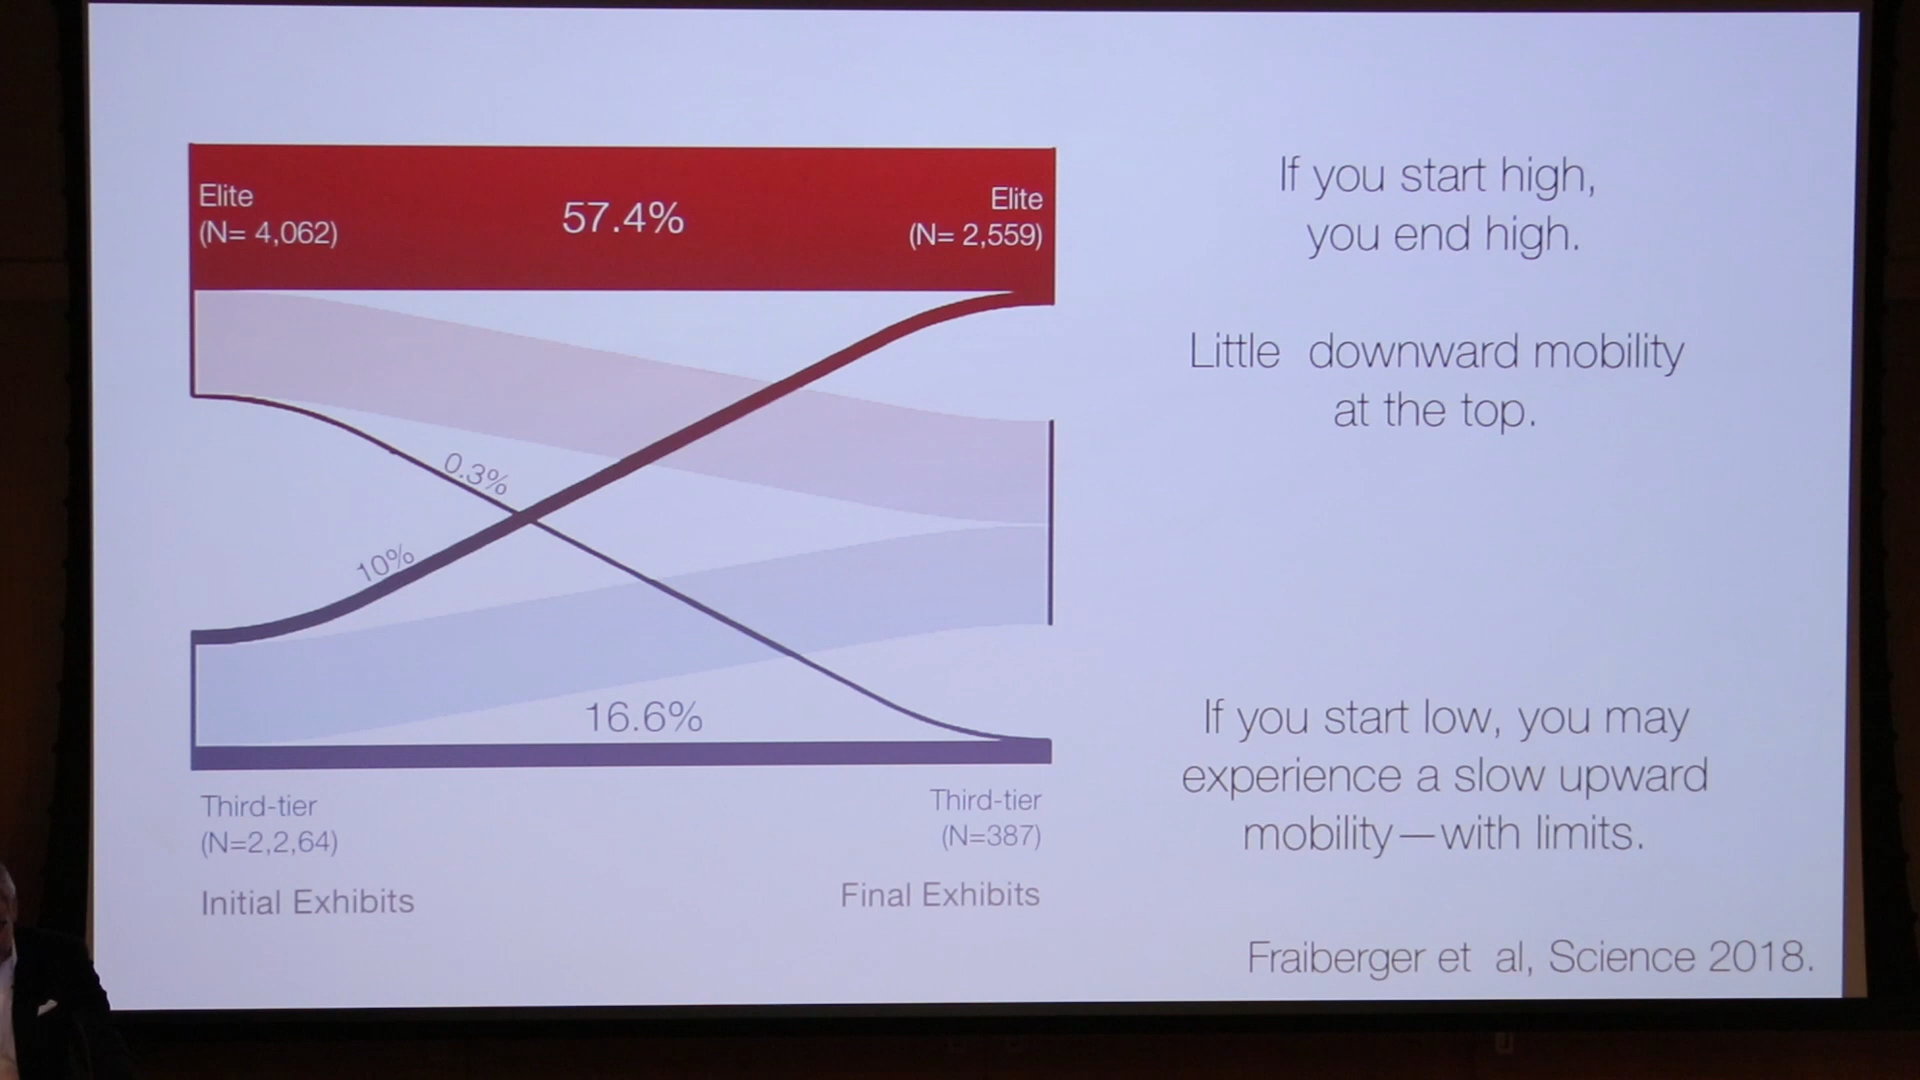 Elite
(N= 4,062)
57.4%
Elite
(N= 2,559)
0.3%
10%
16.6%
Third-tier
(N=2,2,64)
Third-tier
(N=387)
Initial Exhibits
Final Exhibits
If you start high,
you end high.
Little downward mobility
at the top.
If you start low, you may
experience a slow upward
mobility—with limits.
Fraiberger et al, Science 2018.